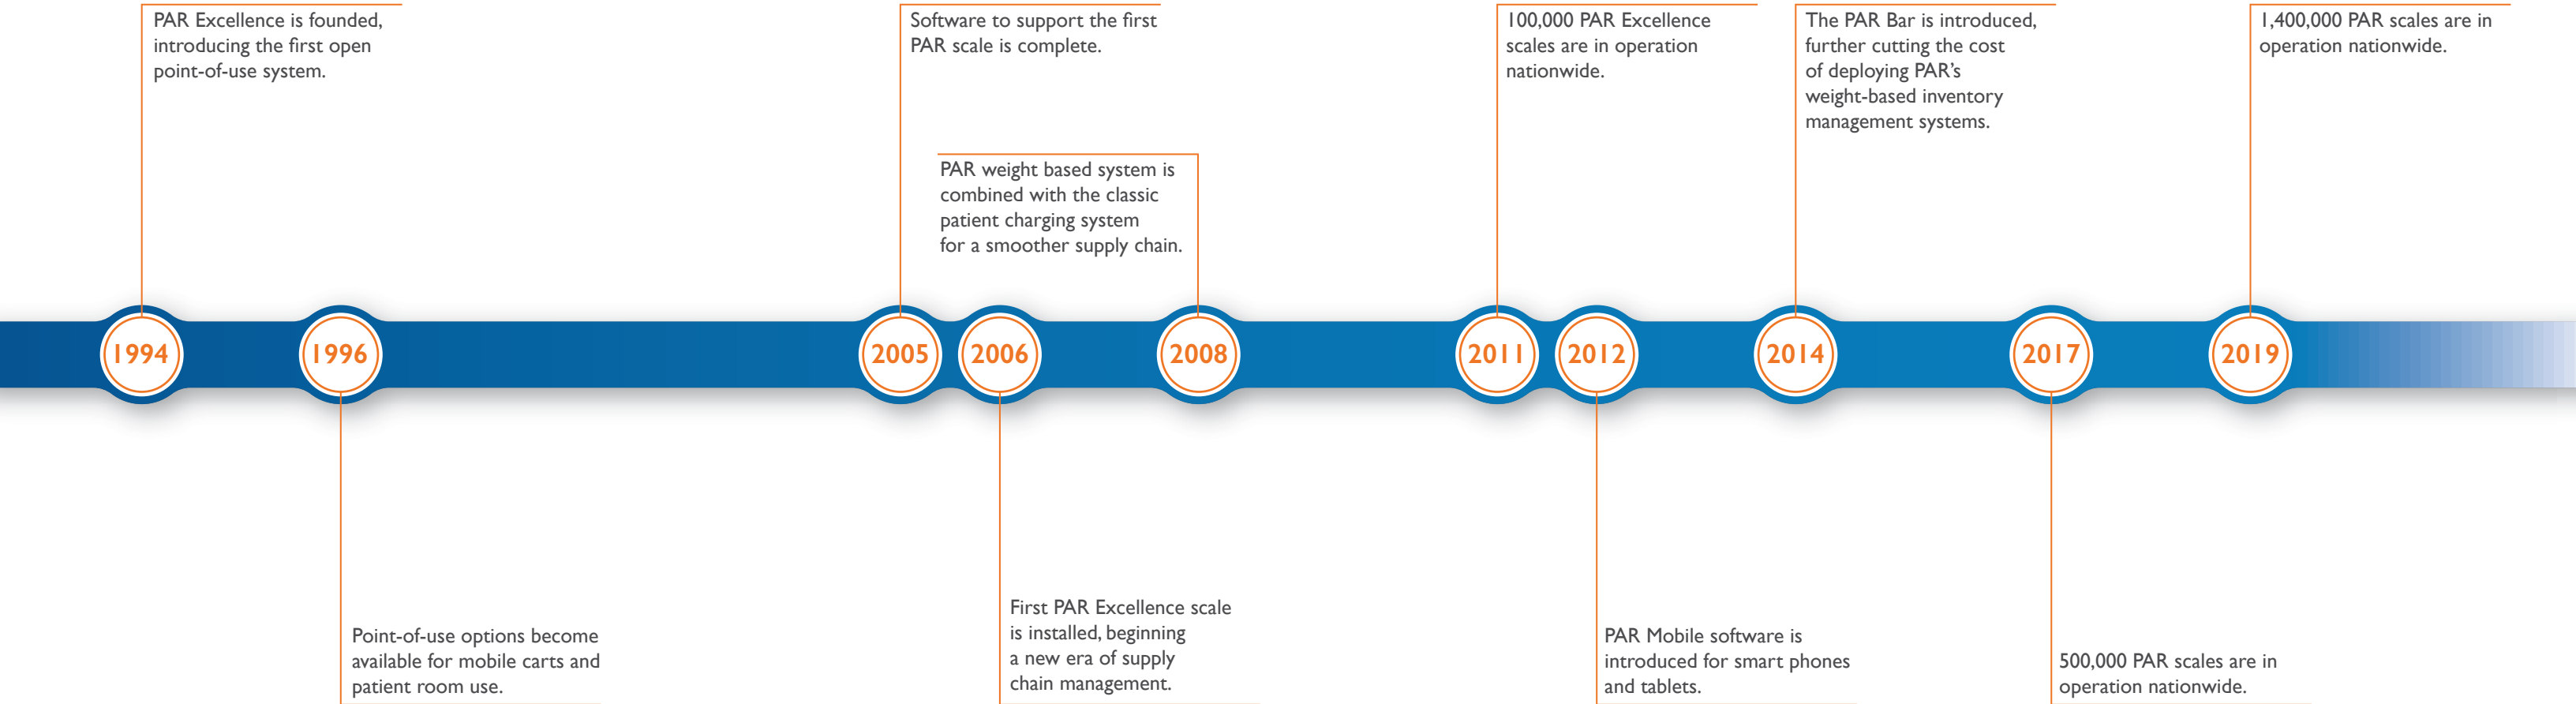 PAR Excellence is founded,
introducing the first open
point-of-use system.
Software to support the first
PAR scale is complete.
PAR weight based system is
combined with the classic
patient charging system
for a smoother supply chain.
100,000 PAR Excellence
scales are in operation
nationwide.
The PAR Bar is introduced,
further cutting the cost
of deploying PAR’s
weight-based inventory
management systems.
1,400,000 PAR scales are in
operation nationwide.
1994
1996
2005
2006
2008
2011
2012
2014
2017
2019
Point-of-use options become
available for mobile carts and
patient room use.
First PAR Excellence scale
is installed, beginning
a new era of supply
chain management.
PAR Mobile software is
introduced for smart phones
and tablets.
500,000 PAR scales are in
operation nationwide.